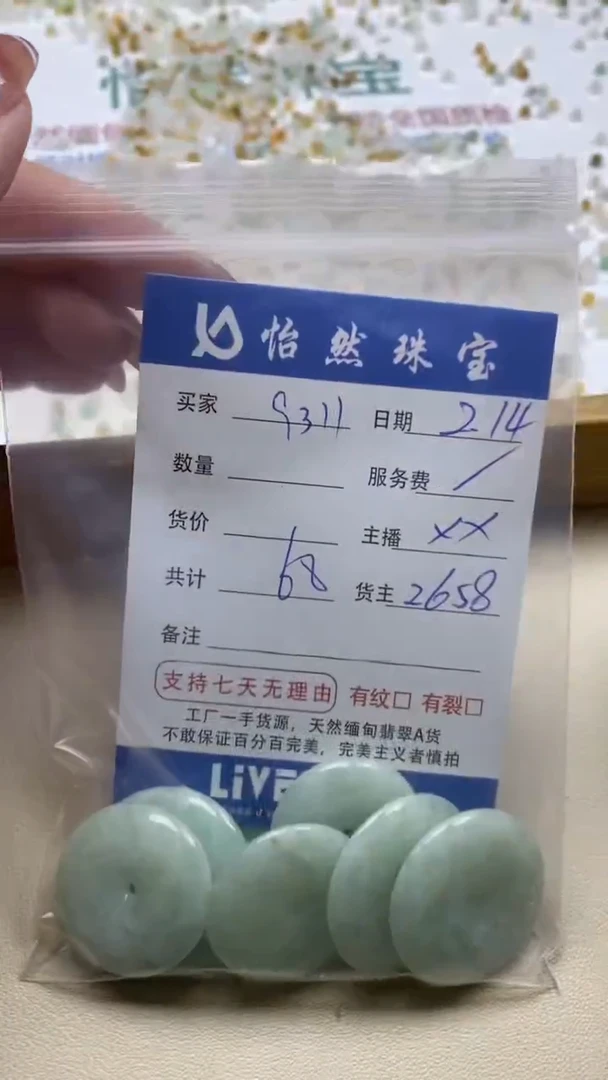 怡然珠宝
买家 9311 日期 214
数量 服务费 /
货价 主播 xx
共计 68 货主 2658
备注
支持七天无理由 有纹□ 有裂□
工厂一手货源，天然缅甸翡翠A货
不敢保证百分百完美，完美主义者慎拍
LiVE